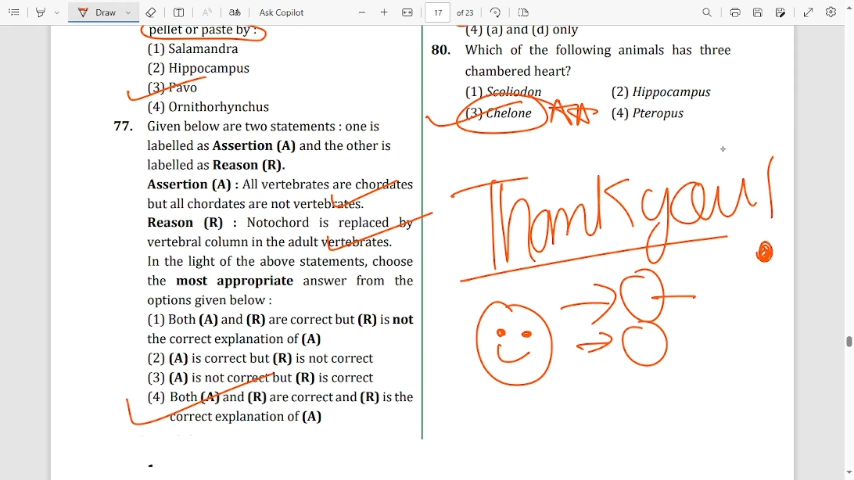 Draw
Ask Copilot
17 of 23
pellet or paste by :
(1) Salamandra
(2) Hippocampus
(3) Pavo
(4) Ornithorhynchus
77. Given below are two statements : one is
labelled as Assertion (A) and the other is
labelled as Reason (R).
Assertion (A) : All vertebrates are chordates
but all chordates are not vertebrates.
Reason (R) : Notochord is replaced by
vertebral column in the adult vertebrates.
In the light of the above statements, choose
the most appropriate answer from the
options given below :
(1) Both (A) and (R) are correct but (R) is not
the correct explanation of (A)
(2) (A) is correct but (R) is not correct
(3) (A) is not correct but (R) is correct
(4) Both (A) and (R) are correct and (R) is the
correct explanation of (A)
(4) (a) and (d) only
80. Which of the following animals has three
chambered heart?
(1) Scoliodon (2) Hippocampus
(3) Chelone (4) Pteropus
Thank you!